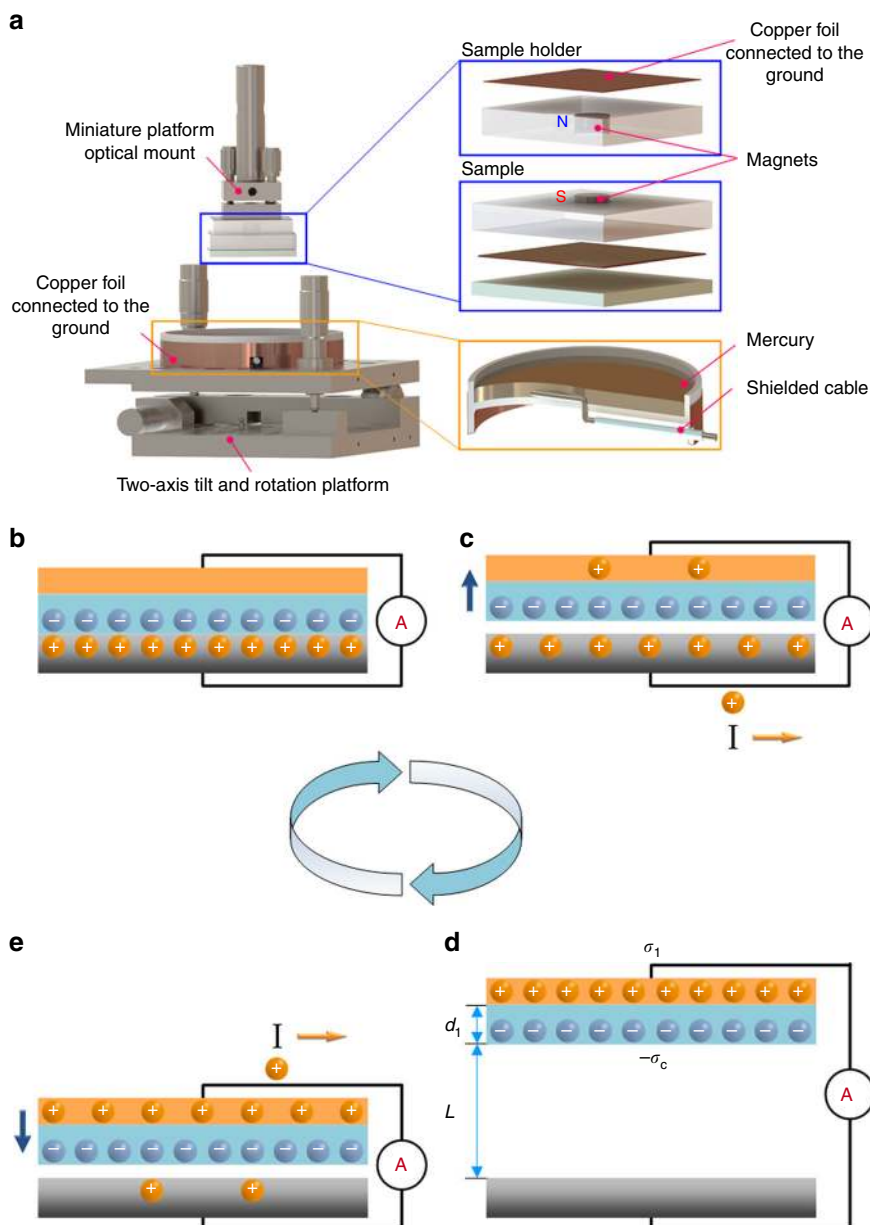 a
Sample holder
Copper foil
connected to the
ground
Miniature platform
optical mount
N
Magnets
Sample
S
Copper foil
connected to the
ground
Mercury
Shielded cable
Two-axis tilt and rotation platform
b
A
− − − − − − − − − −
+ + + + + + + + + +
c
+ +
A
− − − − − − − − −
+ + + + + + +
+
I
e
I
+
+ + + + + + +
− − − − − − − − −
A
+ +
d
σ₁
+ + + + + + + + + +
d₁
− − − − − − − − − −
−σc
A
L